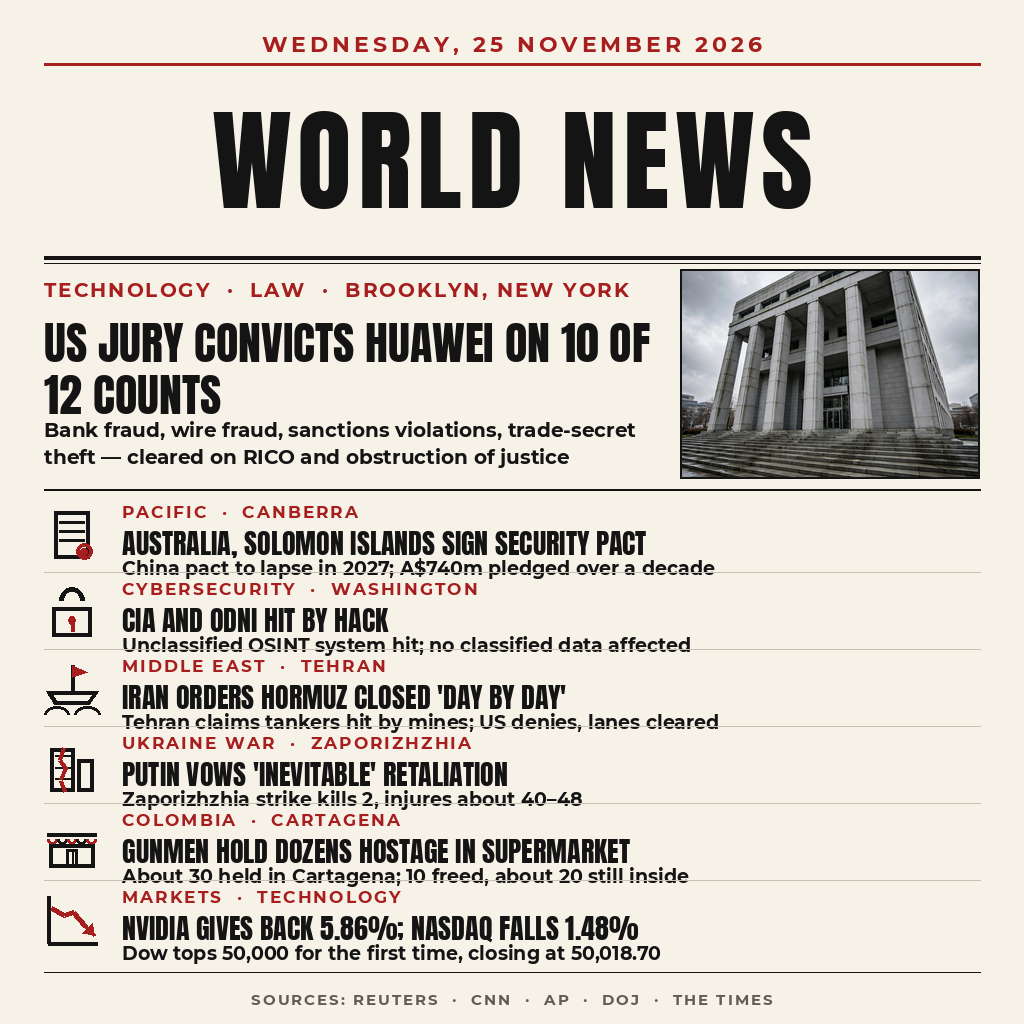 WEDNESDAY, 25 NOVEMBER 2026
WORLD NEWS
TECHNOLOGY · LAW · BROOKLYN, NEW YORK
US JURY CONVICTS HUAWEI ON 10 OF
12 COUNTS
Bank fraud, wire fraud, sanctions violations, trade-secret
theft — cleared on RICO and obstruction of justice
PACIFIC · CANBERRA
AUSTRALIA, SOLOMON ISLANDS SIGN SECURITY PACT
China pact to lapse in 2027; A$740m pledged over a decade
CYBERSECURITY · WASHINGTON
CIA AND ODNI HIT BY HACK
Unclassified OSINT system hit; no classified data affected
MIDDLE EAST · TEHRAN
IRAN ORDERS HORMUZ CLOSED 'DAY BY DAY'
Tehran claims tankers hit by mines; US denies, lanes cleared
UKRAINE WAR · ZAPORIZHZHIA
PUTIN VOWS 'INEVITABLE' RETALIATION
Zaporizhzhia strike kills 2, injures about 40–48
COLOMBIA · CARTAGENA
GUNMEN HOLD DOZENS HOSTAGE IN SUPERMARKET
About 30 held in Cartagena; 10 freed, about 20 still inside
MARKETS · TECHNOLOGY
NVIDIA GIVES BACK 5.86%; NASDAQ FALLS 1.48%
Dow tops 50,000 for the first time, closing at 50,018.70
SOURCES: REUTERS · CNN · AP · DOJ · THE TIMES